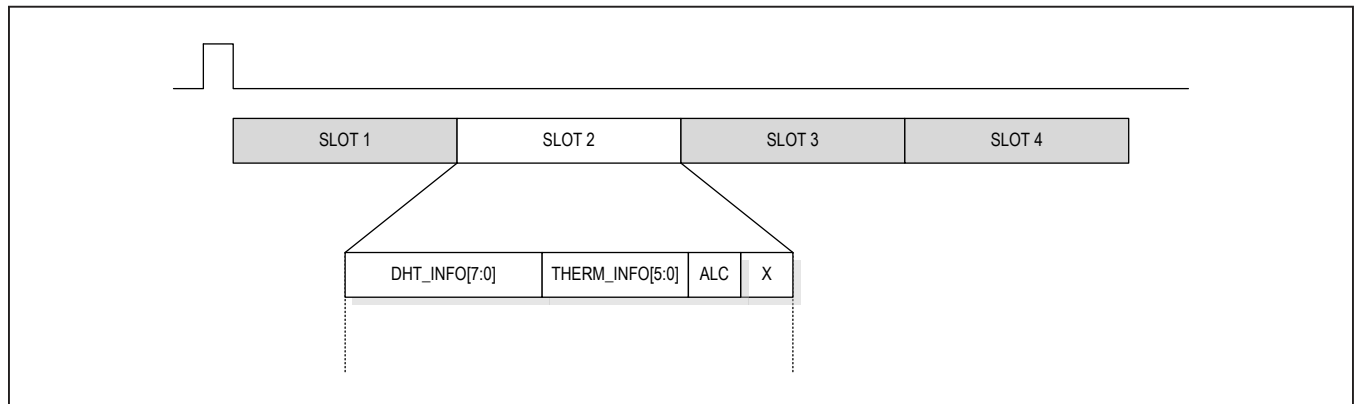 SLOT 1 SLOT 2 SLOT 3 SLOT 4
DHT_INFO[7:0] THERM_INFO[5:0] ALC X